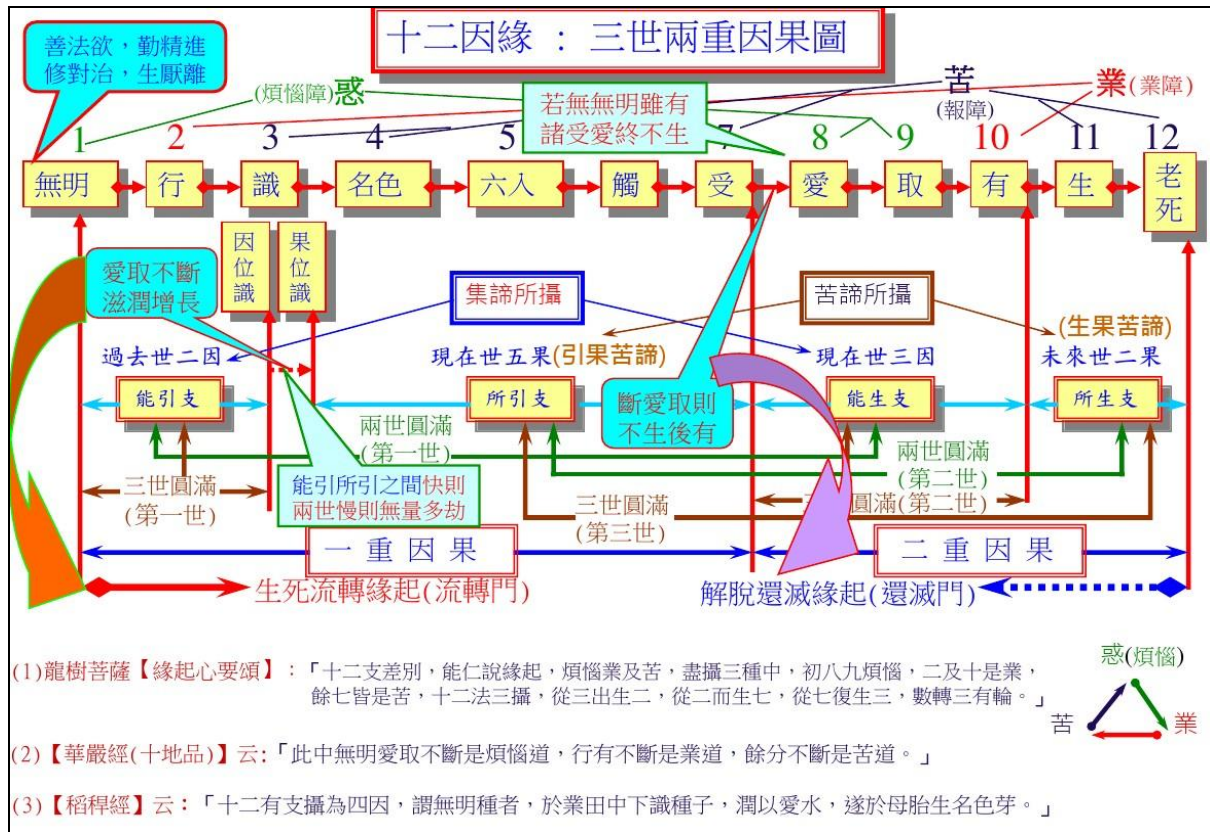 十二因緣 : 三世兩重因果圖
善法欲，勤精進
修對治，生厭離
(煩惱障)惑
若無無明雖有
諸受愛終不生
苦
(報障)
業(業障)
1 2 3 4 5 7 8 9 10 11 12
無明 行 識 名色 六入 觸 受 愛 取 有 生 老死
因位識
果位識
愛取不斷
滋潤增長
集諦所攝
苦諦所攝
過去世二因
現在世五果(引果苦諦)
現在世三因
(生果苦諦)
未來世二果
能引支
所引支
斷愛取則
不生後有
能生支
所生支
兩世圓滿
(第一世)
兩世圓滿
(第二世)
三世圓滿
(第一世)
能引所引之間快則
兩世慢則無量多劫
三世圓滿
(第三世)
圓滿(第二世)
一重因果
二重因果
生死流轉緣起(流轉門)
解脫還滅緣起(還滅門)
(1)龍樹菩薩【緣起心要頌】：「十二支差別，能仁說緣起，煩惱業及苦，盡攝三種中，初八九煩惱，二及十是業，
餘七皆是苦，十二法三攝，從三出生二，從二而生七，從七復生三，數轉三有輪。」
惑(煩惱)
苦
業
(2)【華嚴經(十地品)】云:「此中無明愛取不斷是煩惱道，行有不斷是業道，餘分不斷是苦道。」
(3)【稻稈經】云：「十二有支攝為四因，謂無明種者，於業田中下識種子，潤以愛水，遂於母胎生名色芽。」